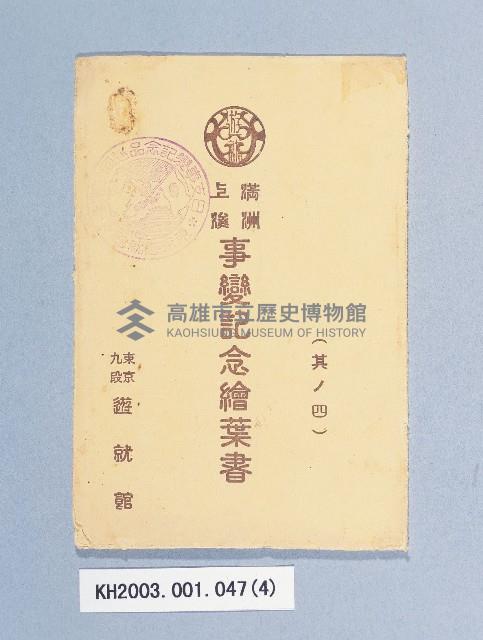 (其ノ四)
滿洲
上海
事變記念繪葉書
東京
九段
遊就館
高雄市立歷史博物館
KAOHSIUNG MUSEUM OF HISTORY
KH2003.001.047(4)